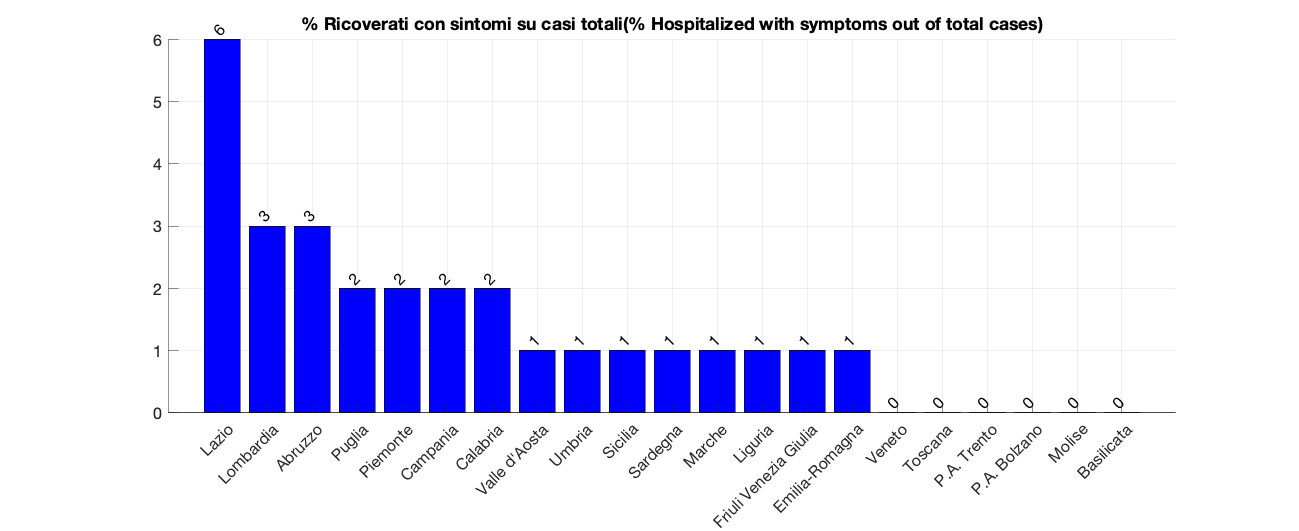 % Ricoverati con sintomi su casi totali(% Hospitalized with symptoms out of total cases)
6
5
4
3
2
1
0
6
3
3
2
2
2
2
1
1
1
1
1
1
1
1
0
0
0
0
0
0
Lazio
Lombardia
Abruzzo
Puglia
Piemonte
Campania
Calabria
Valle d'Aosta
Umbria
Sicilia
Sardegna
Marche
Liguria
Friuli Venezia Giulia
Emilia-Romagna
Veneto
Toscana
P.A. Trento
P.A. Bolzano
Molise
Basilicata